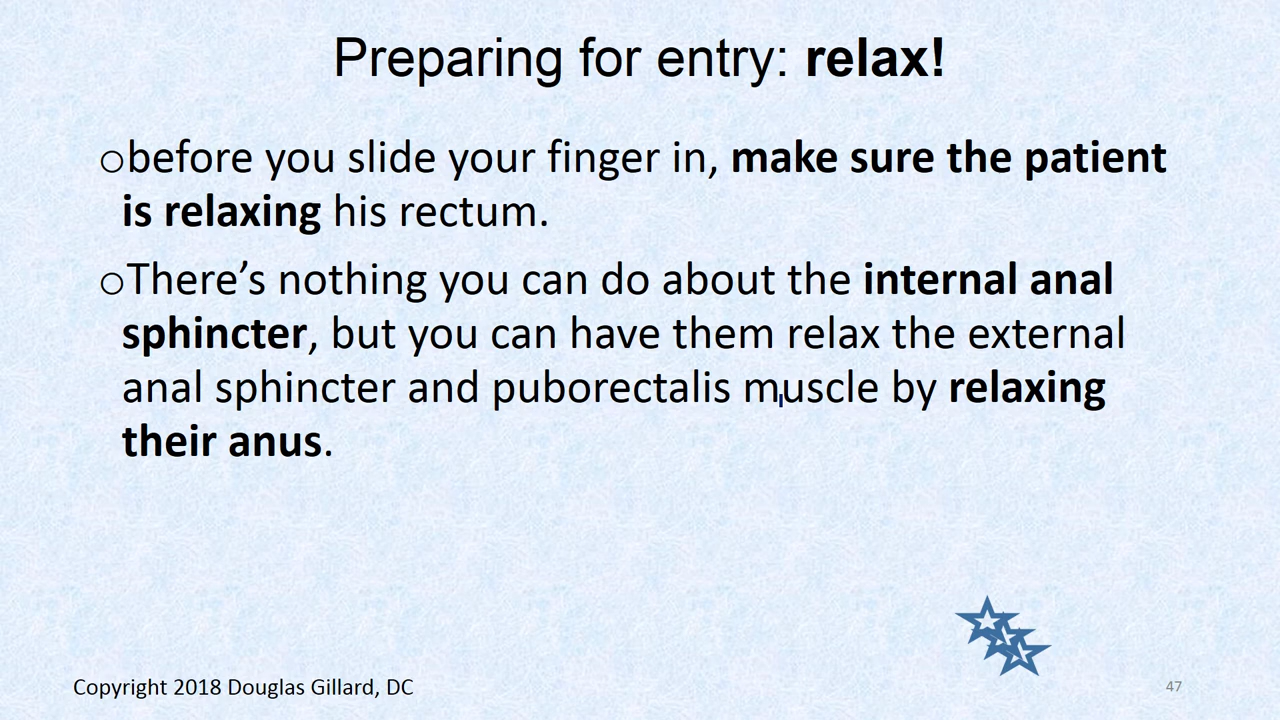 Preparing for entry: relax!
○before you slide your finger in, make sure the patient
is relaxing his rectum.
○There’s nothing you can do about the internal anal
sphincter, but you can have them relax the external
anal sphincter and puborectalis muscle by relaxing
their anus.
Copyright 2018 Douglas Gillard, DC
47